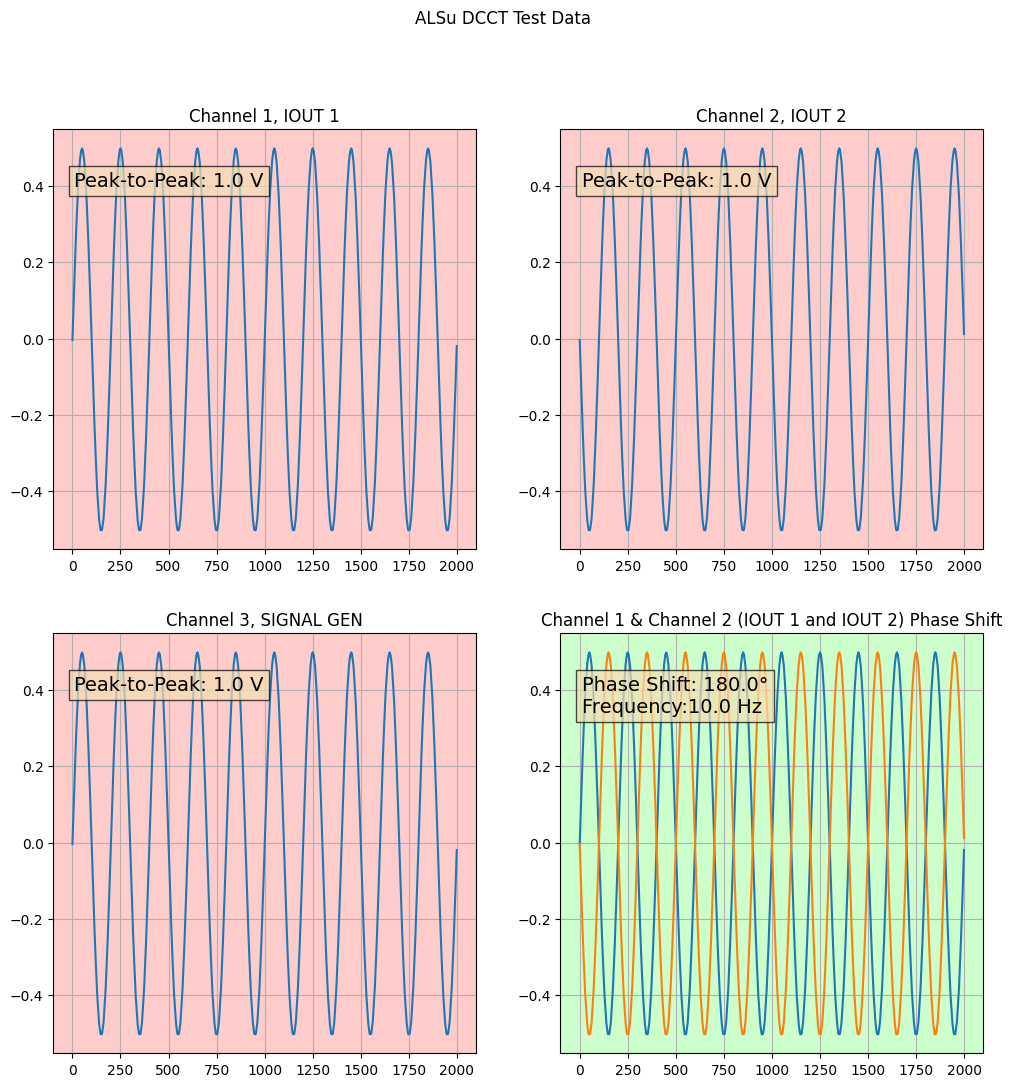 ALSu DCCT Test Data
Channel 1, IOUT 1
Peak-to-Peak: 1.0 V
0.4
0.2
0.0
−0.2
−0.4
0 250 500 750 1000 1250 1500 1750 2000
Channel 2, IOUT 2
Peak-to-Peak: 1.0 V
0.4
0.2
0.0
−0.2
−0.4
0 250 500 750 1000 1250 1500 1750 2000
Channel 3, SIGNAL GEN
Peak-to-Peak: 1.0 V
0.4
0.2
0.0
−0.2
−0.4
0 250 500 750 1000 1250 1500 1750 2000
Channel 1 & Channel 2 (IOUT 1 and IOUT 2) Phase Shift
Phase Shift: 180.0°
Frequency:10.0 Hz
0.4
0.2
0.0
−0.2
−0.4
0 250 500 750 1000 1250 1500 1750 2000